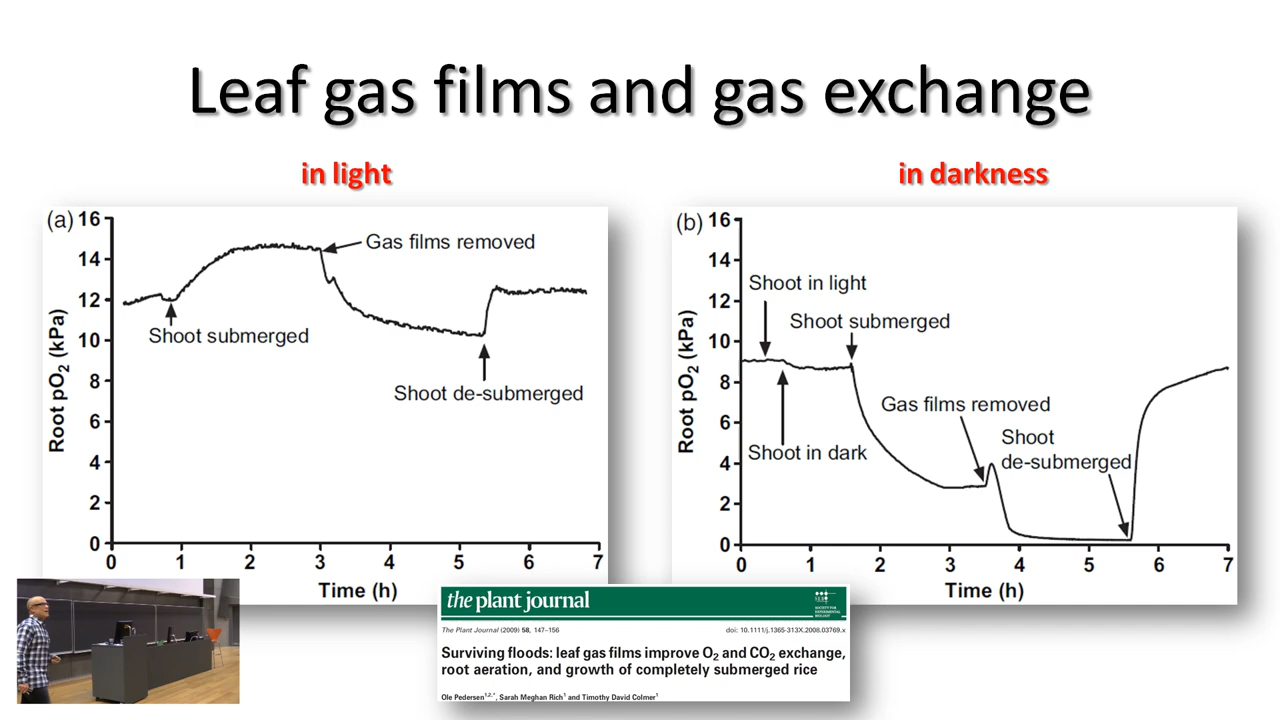 Leaf gas films and gas exchange
in light
in darkness
(a)
16
14
12
10
8
6
4
2
0
Root pO2 (kPa)
Gas films removed
Shoot submerged
Shoot de-submerged
0 1 2 3 4 5 6 7
Time (h)
(b)
16
14
12
10
8
6
4
2
0
Root pO2 (kPa)
Shoot in light
Shoot submerged
Gas films removed
Shoot
de-submerged
Shoot in dark
0 1 2 3 4 5 6 7
Time (h)
the plant journal
The Plant Journal (2009) 58, 147–156 doi: 10.1111/j.1365-313X.2008.03769.x
Surviving floods: leaf gas films improve O2 and CO2 exchange,
root aeration, and growth of completely submerged rice
Ole Pedersen1,2,*, Sarah Meghan Rich1 and Timothy David Colmer1